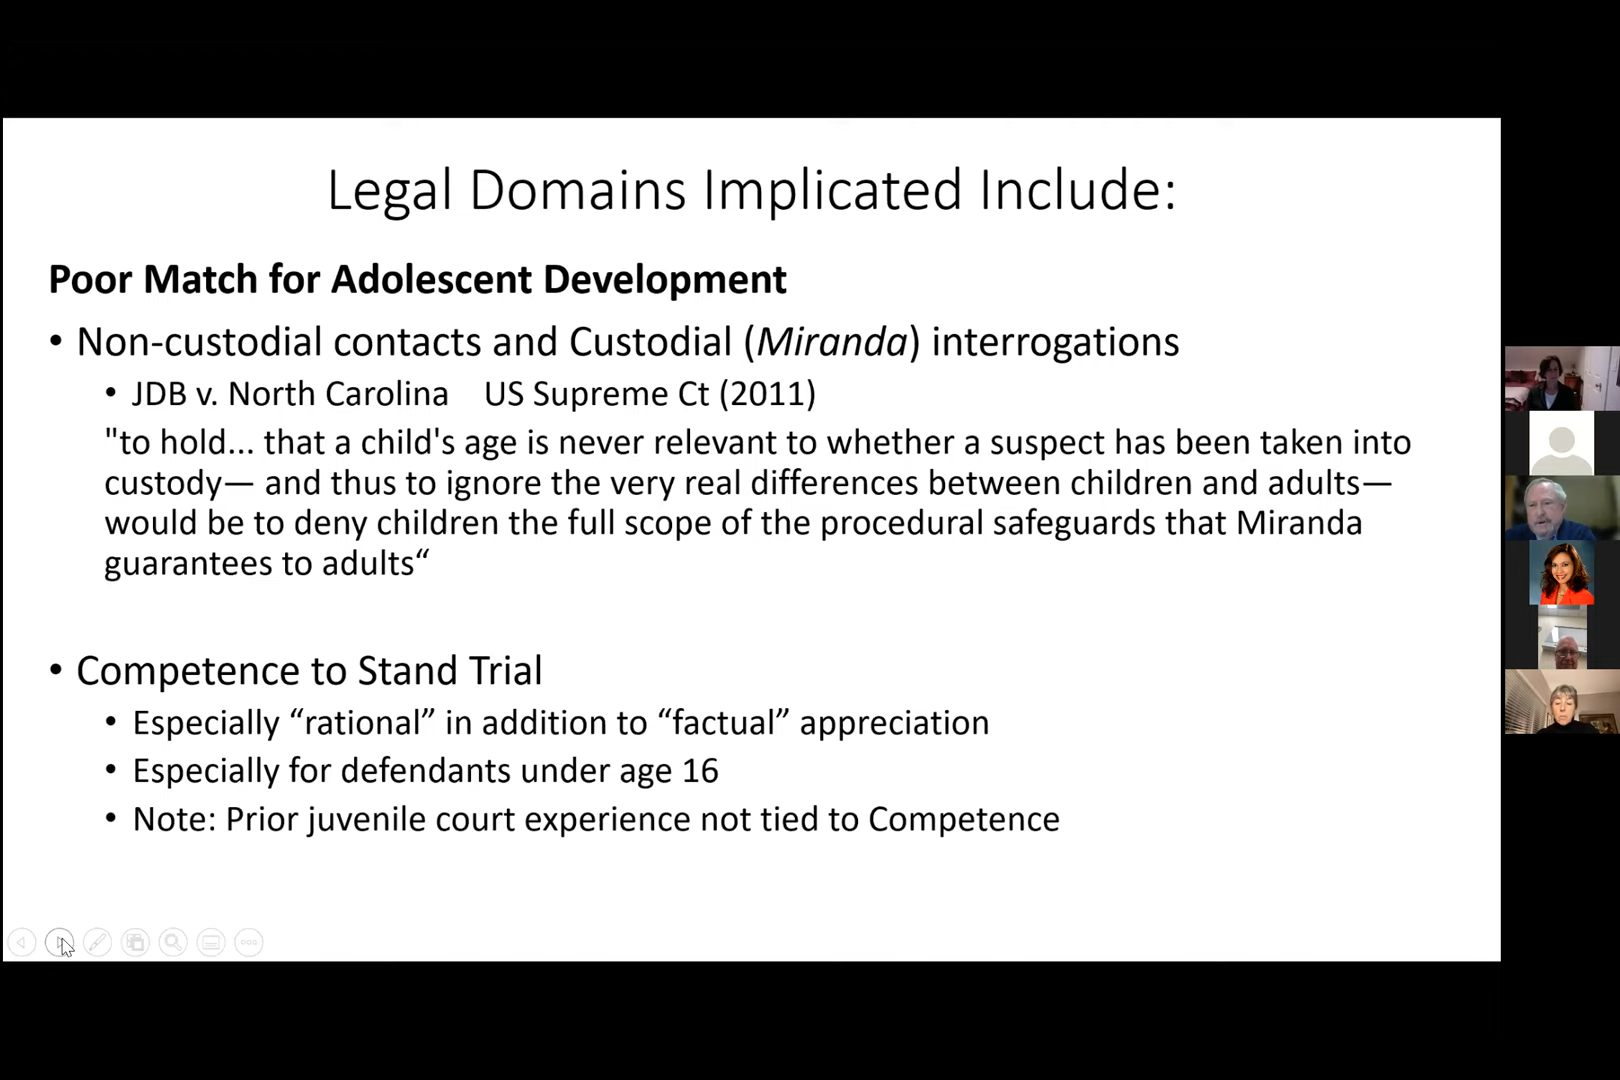 Legal Domains Implicated Include:
Poor Match for Adolescent Development
• Non-custodial contacts and Custodial (Miranda) interrogations
• JDB v. North Carolina    US Supreme Ct (2011)
"to hold... that a child's age is never relevant to whether a suspect has been taken into
custody— and thus to ignore the very real differences between children and adults—
would be to deny children the full scope of the procedural safeguards that Miranda
guarantees to adults“
• Competence to Stand Trial
• Especially “rational” in addition to “factual” appreciation
• Especially for defendants under age 16
• Note: Prior juvenile court experience not tied to Competence